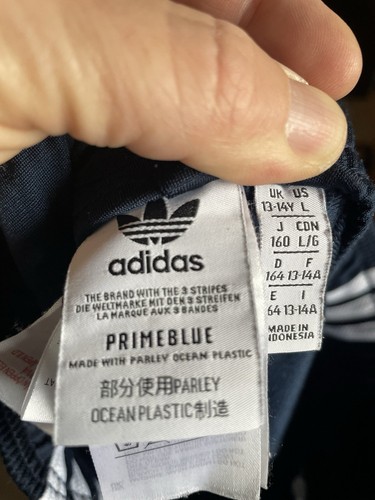 adidas
THE BRAND WITH THE 3 STRIPES
DIE WELTMARKE MIT DEN 3 STREIFEN
LA MARQUE AUX 3 BANDES
PRIMEBLUE
MADE WITH PARLEY OCEAN PLASTIC
部分使用PARLEY
OCEAN PLASTIC制造
UK US
13-14Y L
J CDN
160 L/G
D F
164 13-14A
E I
64 13-14A
MADE IN
INDONESIA